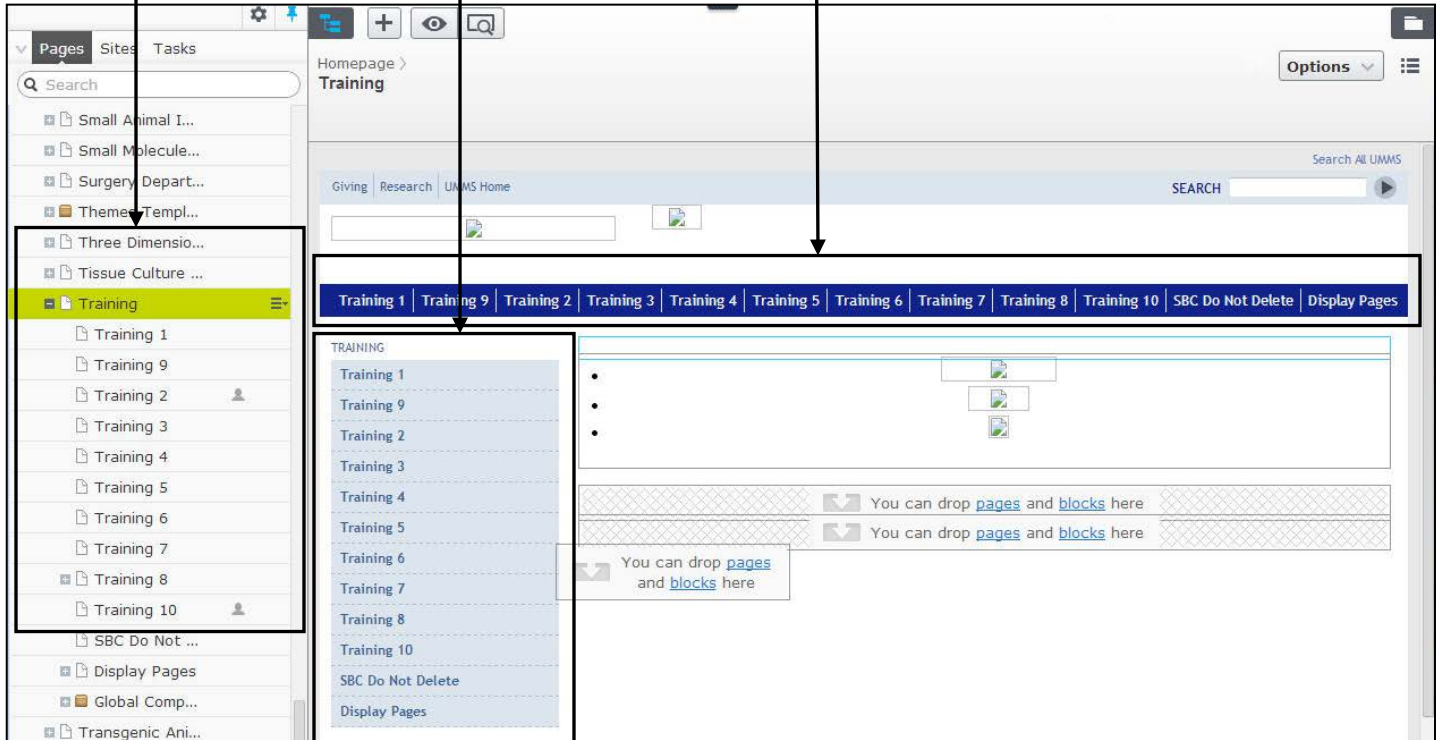 Pages Sites Tasks
Search
Small Animal I...
Small Molecule...
Surgery Depart...
Themes Templ...
Three Dimensio...
Tissue Culture ...
Training
Training 1
Training 9
Training 2
Training 3
Training 4
Training 5
Training 6
Training 7
Training 8
Training 10
SBC Do Not ...
Display Pages
Global Comp...
Transgenic Ani...
Homepage
Training
Options
Search All UMMS
Giving Research UMMS Home
SEARCH
Training 1 Training 9 Training 2 Training 3 Training 4 Training 5 Training 6 Training 7 Training 8 Training 10 SBC Do Not Delete Display Pages
TRAINING
Training 1
Training 9
Training 2
Training 3
Training 4
Training 5
Training 6
Training 7
Training 8
Training 10
SBC Do Not Delete
Display Pages
You can drop pages and blocks here
You can drop pages and blocks here
You can drop pages
and blocks here